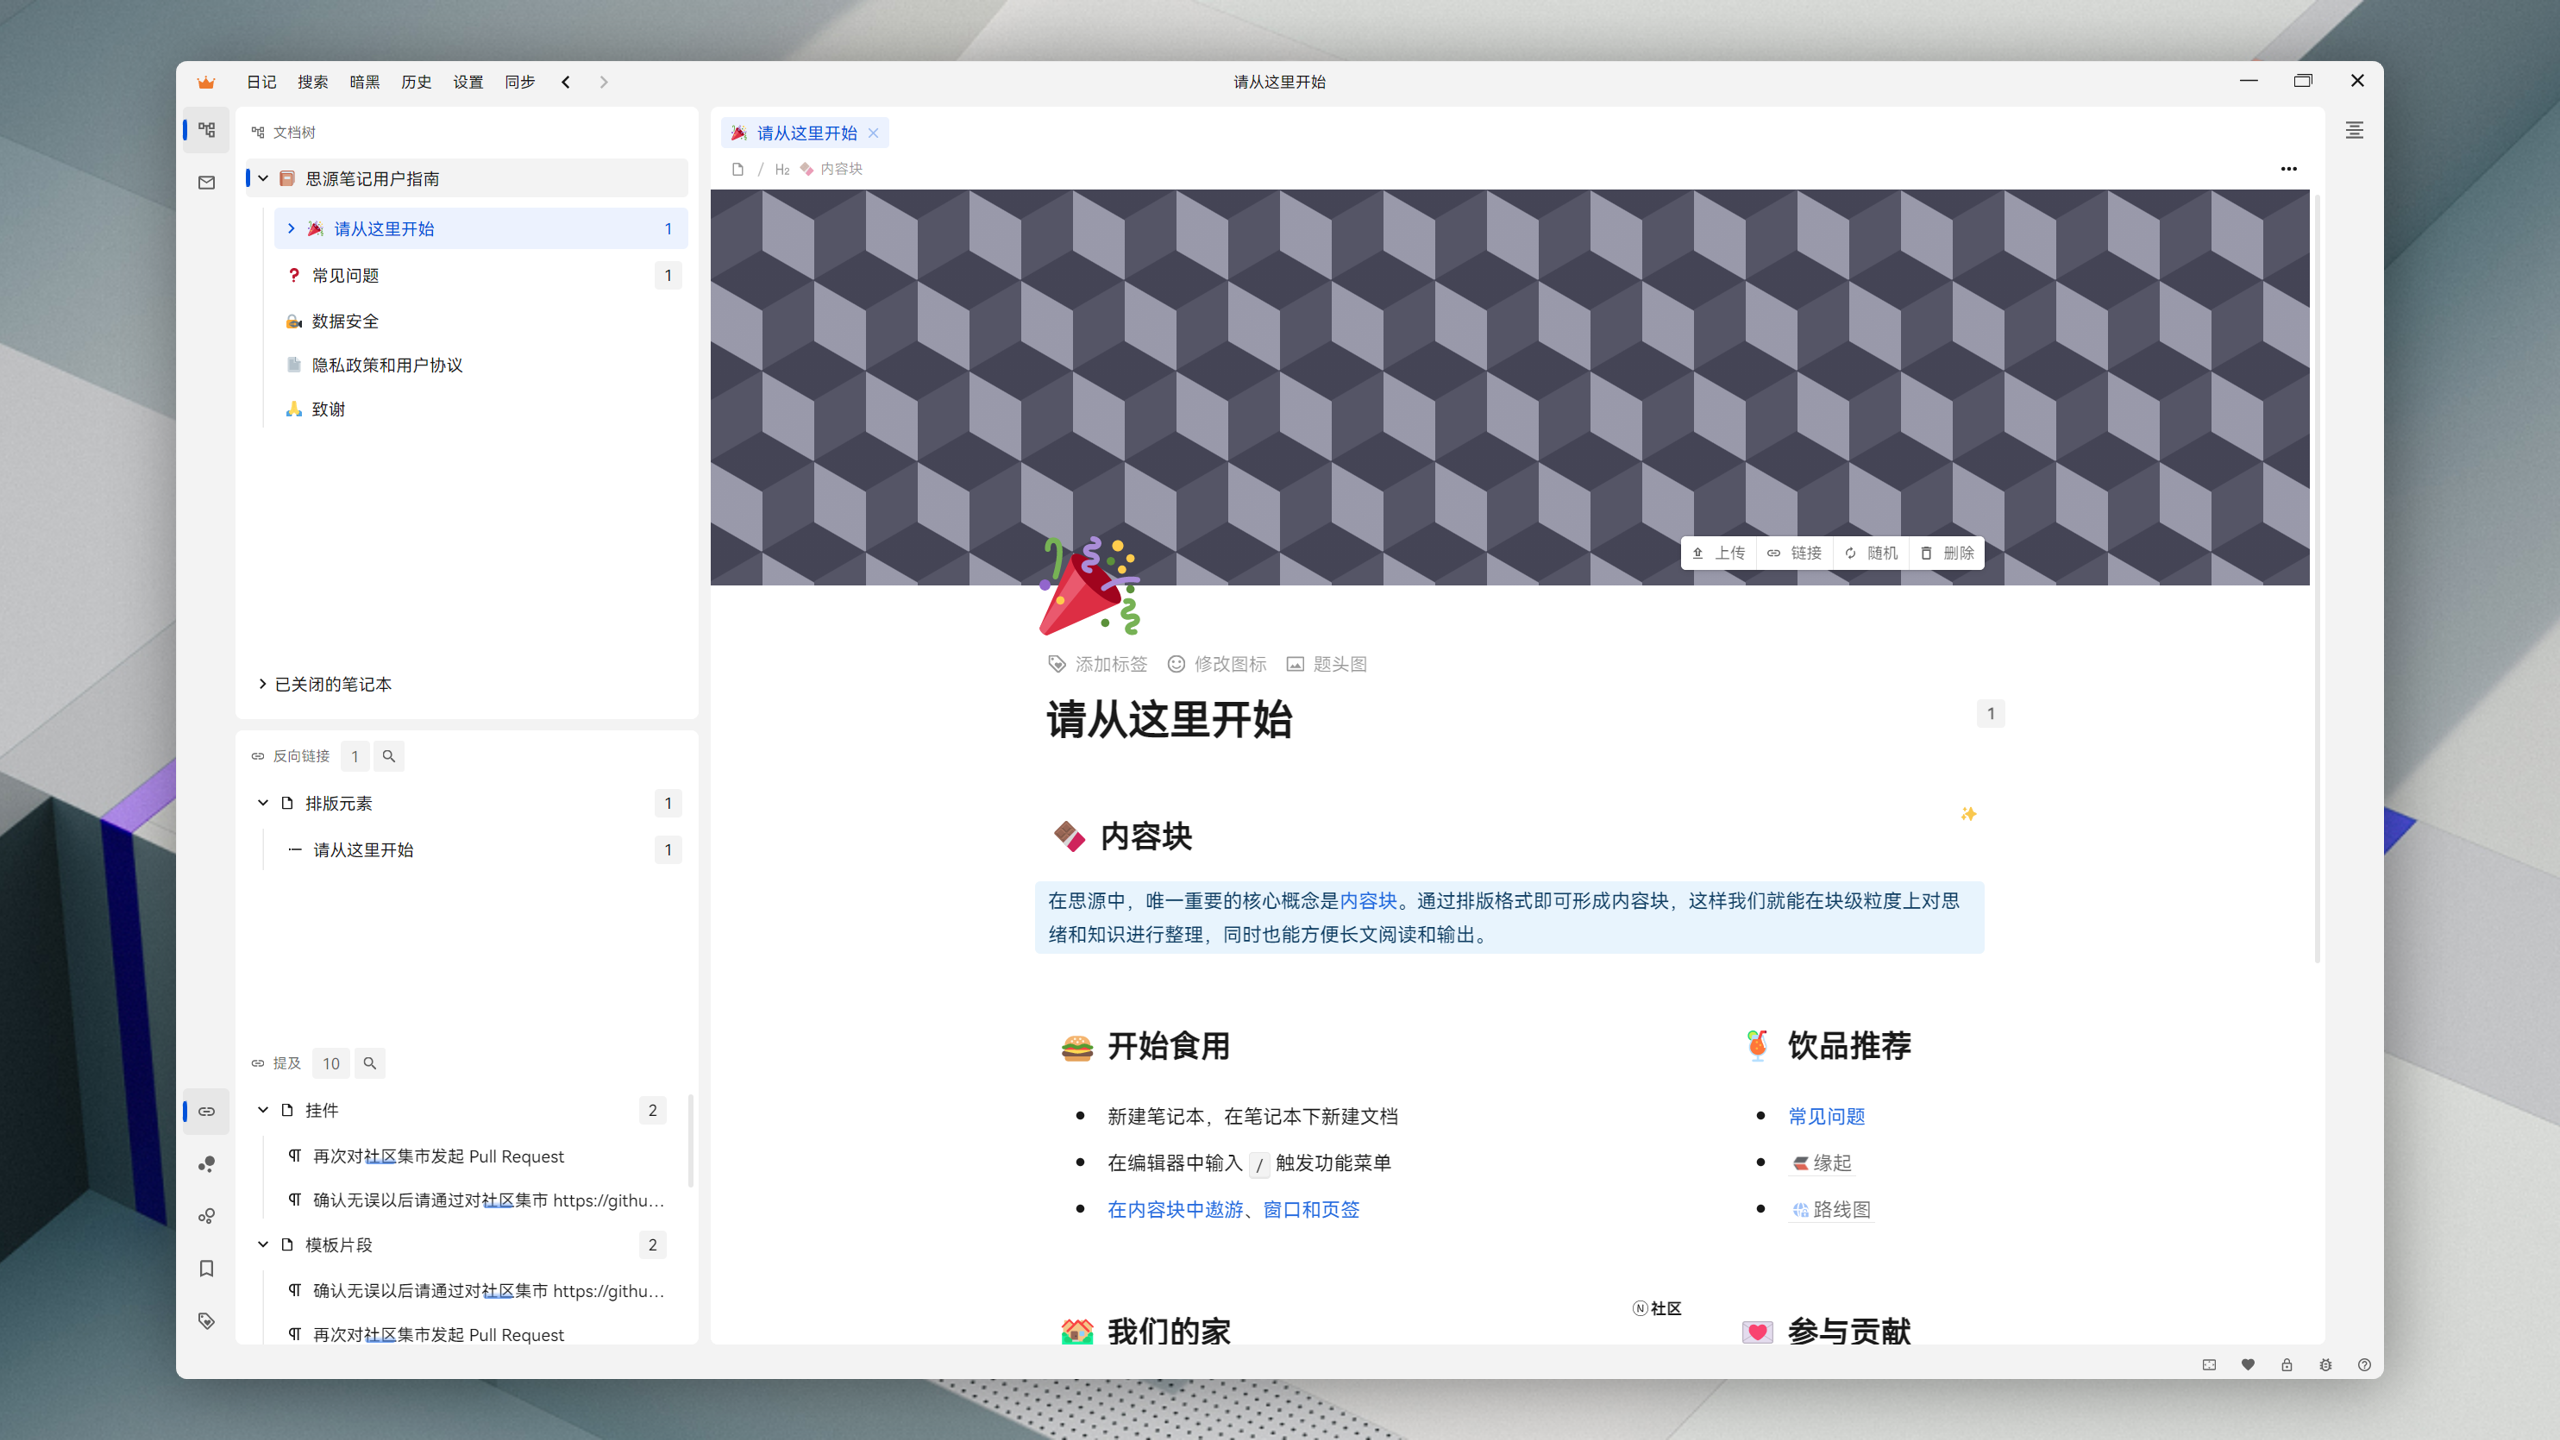 日记 搜索 暗黑 历史 设置 同步
请从这里开始
文档树
思源笔记用户指南
请从这里开始 1
常见问题 1
数据安全
隐私政策和用户协议
致谢
已关闭的笔记本
反向链接 1
排版元素 1
请从这里开始 1
提及 10
挂件 2
再次对社区集市发起 Pull Request
确认无误以后请通过对社区集市 https://githu...
模板片段 2
确认无误以后请通过对社区集市 https://githu...
再次对社区集市发起 Pull Request
请从这里开始
/ H2 内容块
上传 链接 随机 删除
添加标签 修改图标 题头图
请从这里开始 1
内容块
在思源中，唯一重要的核心概念是内容块。通过排版格式即可形成内容块，这样我们就能在块级粒度上对思
绪和知识进行整理，同时也能方便长文阅读和输出。
开始食用
新建笔记本，在笔记本下新建文档
在编辑器中输入 / 触发功能菜单
在内容块中遨游、窗口和页签
饮品推荐
常见问题
缘起
路线图
N 社区
我们的家
参与贡献